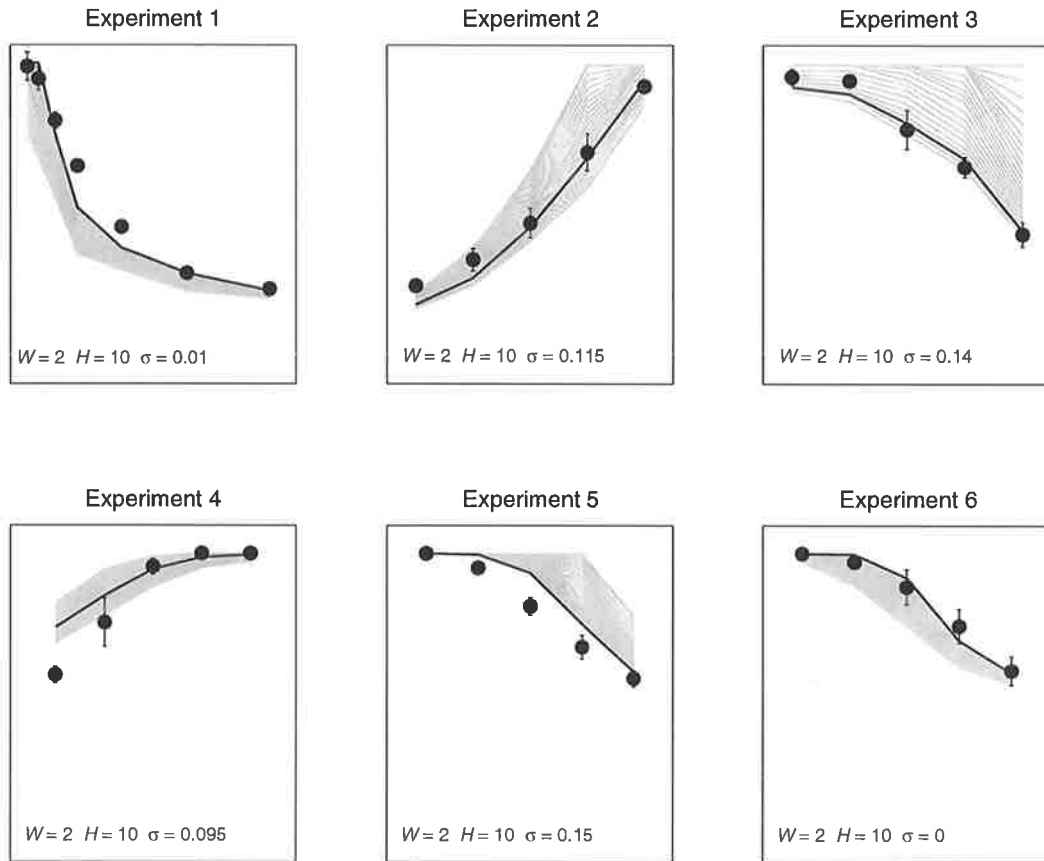 Experiment 1
Experiment 2
Experiment 3
W = 2 H = 10 σ = 0.01
W = 2 H = 10 σ = 0.115
W = 2 H = 10 σ = 0.14
Experiment 4
Experiment 5
Experiment 6
W = 2 H = 10 σ = 0.095
W = 2 H = 10 σ = 0.15
W = 2 H = 10 σ = 0